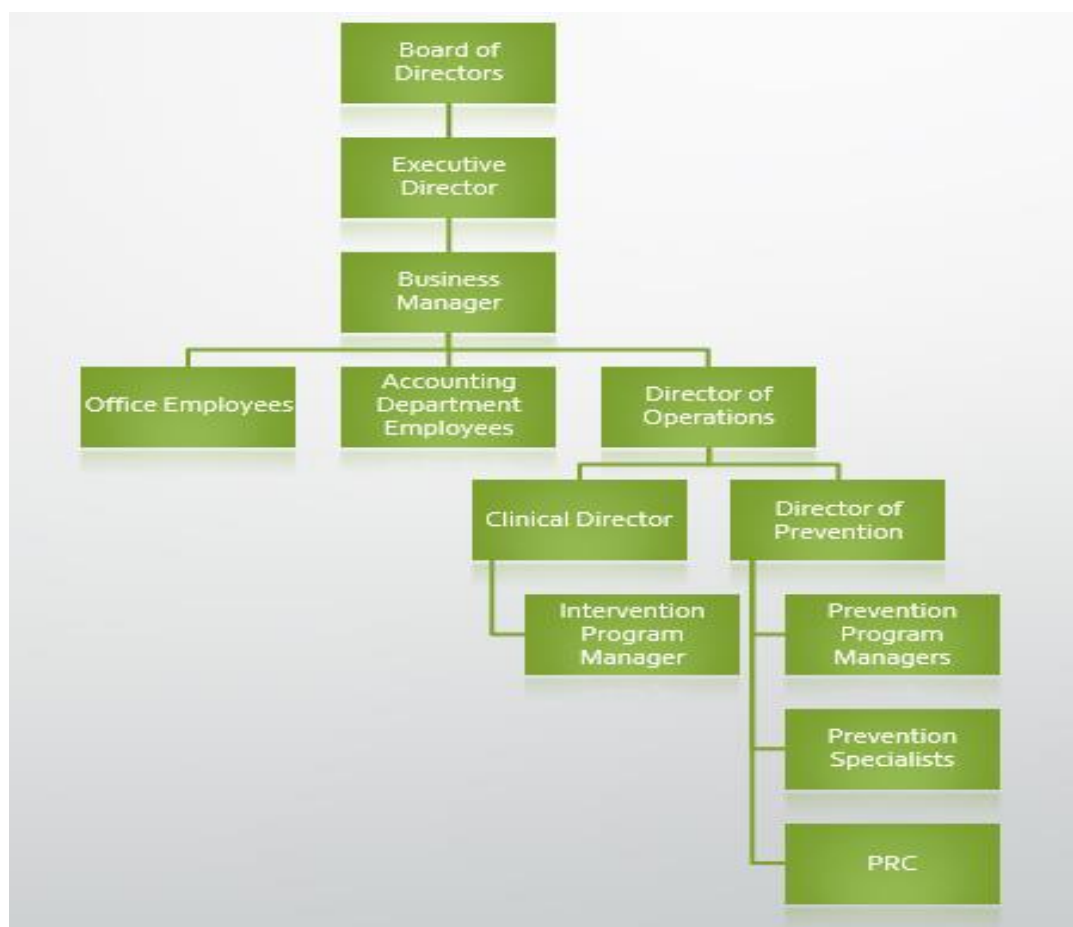 Board of
Directors
Executive
Director
Business
Manager
Office Employees
Accounting
Department
Employees
Director of
Operations
Clinical Director
Director of
Prevention
Intervention
Program
Manager
Prevention
Program
Managers
Prevention
Specialists
PRC